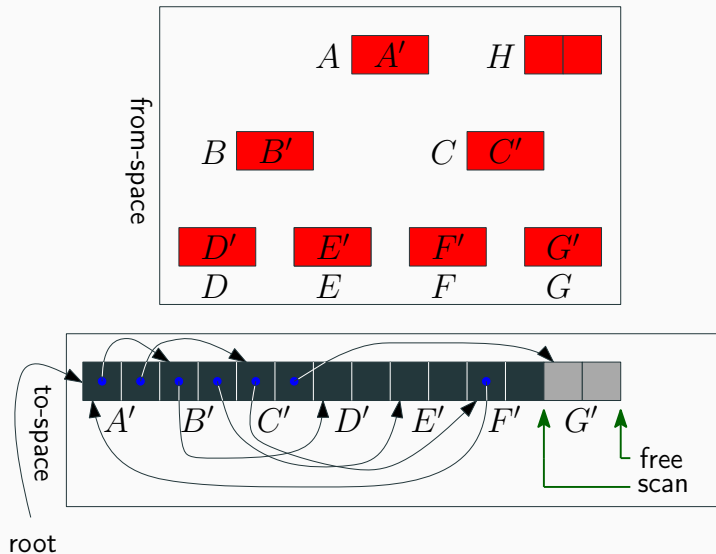 A A′ H
from-space
B B′ C C′
D′ E′ F′ G′
D E F G
to-space
A′ B′ C′ D′ E′ F′ G′
free
scan
root